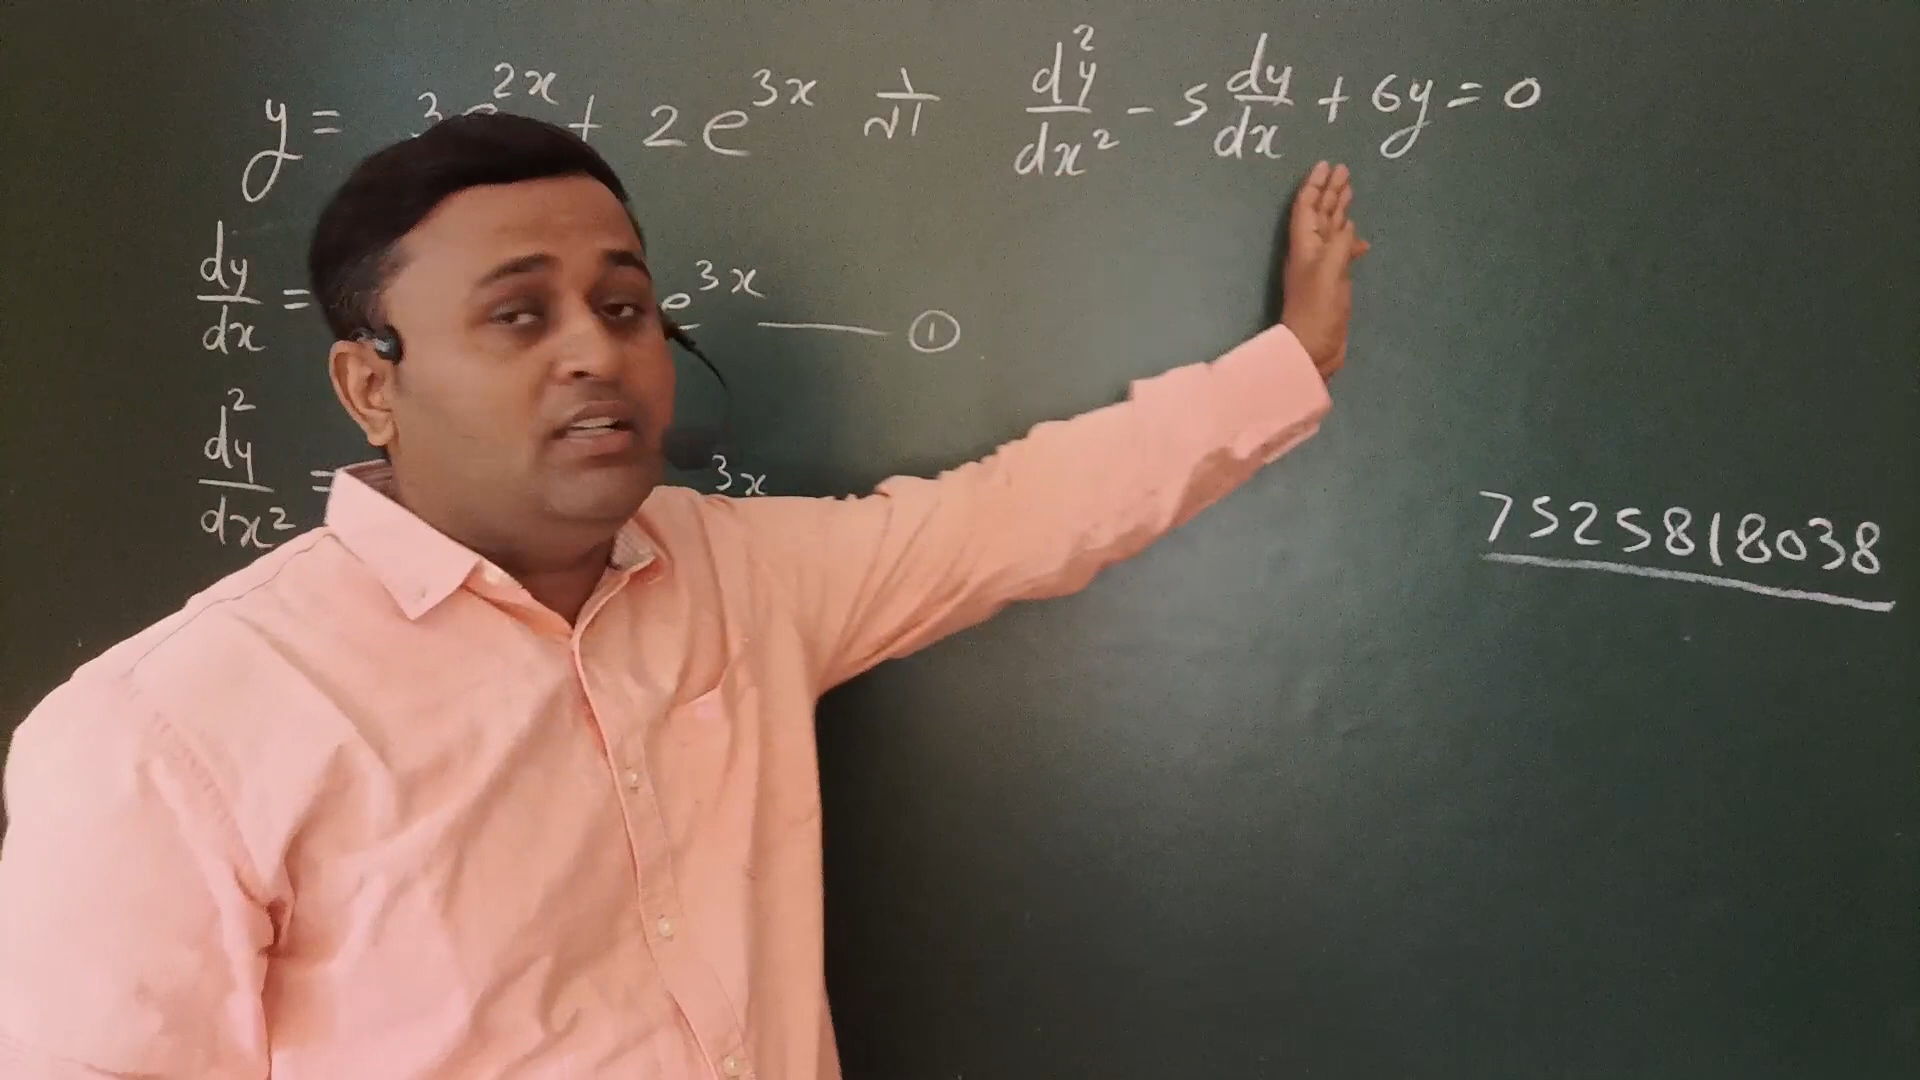 y = 3e^{2x} + 2e^{3x} तो d²y/dx² - 5 dy/dx + 6y = 0
dy/dx = e^{3x} —— ①
d²y/dx² = 3x
7525818038